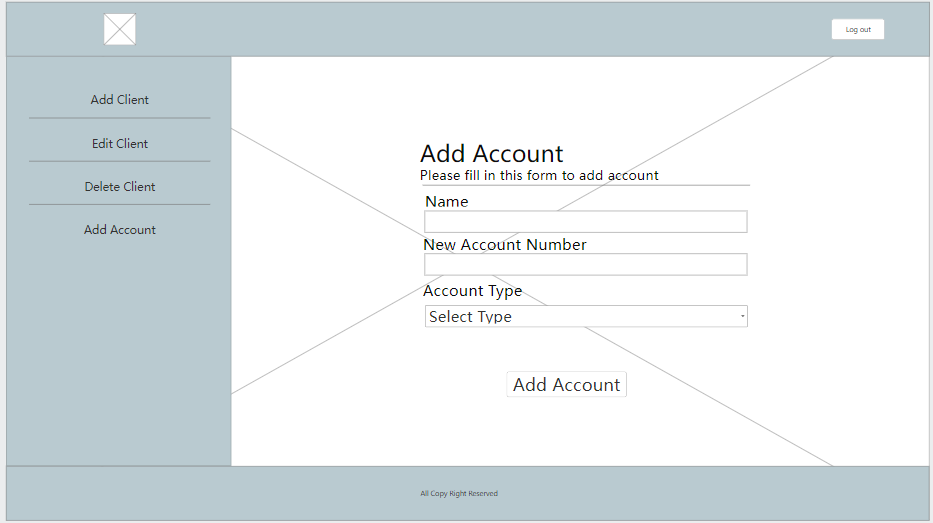 Log out
Add Client
Edit Client
Delete Client
Add Account
Add Account
Please fill in this form to add account
Name
New Account Number
Account Type
Select Type
Add Account
All Copy Right Reserved